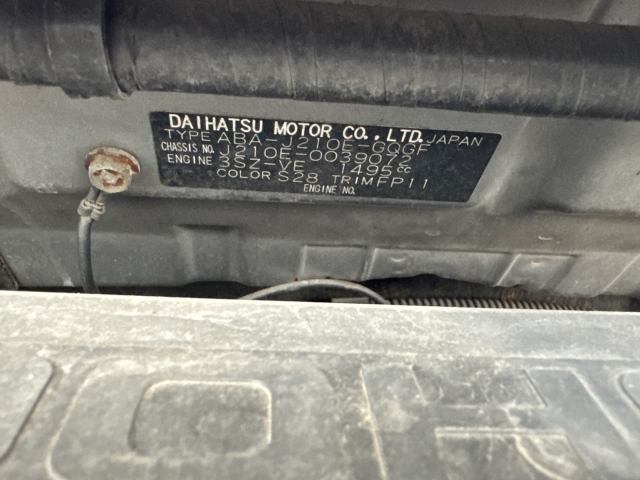 DAIHATSU MOTOR CO., LTD. JAPAN
TYPE ABA-J210E-GQGF
CHASSIS NO. J210E-0039072
ENGINE 3SZ-VE 1495cc
COLOR S28 TRIM FP11
ENGINE NO.